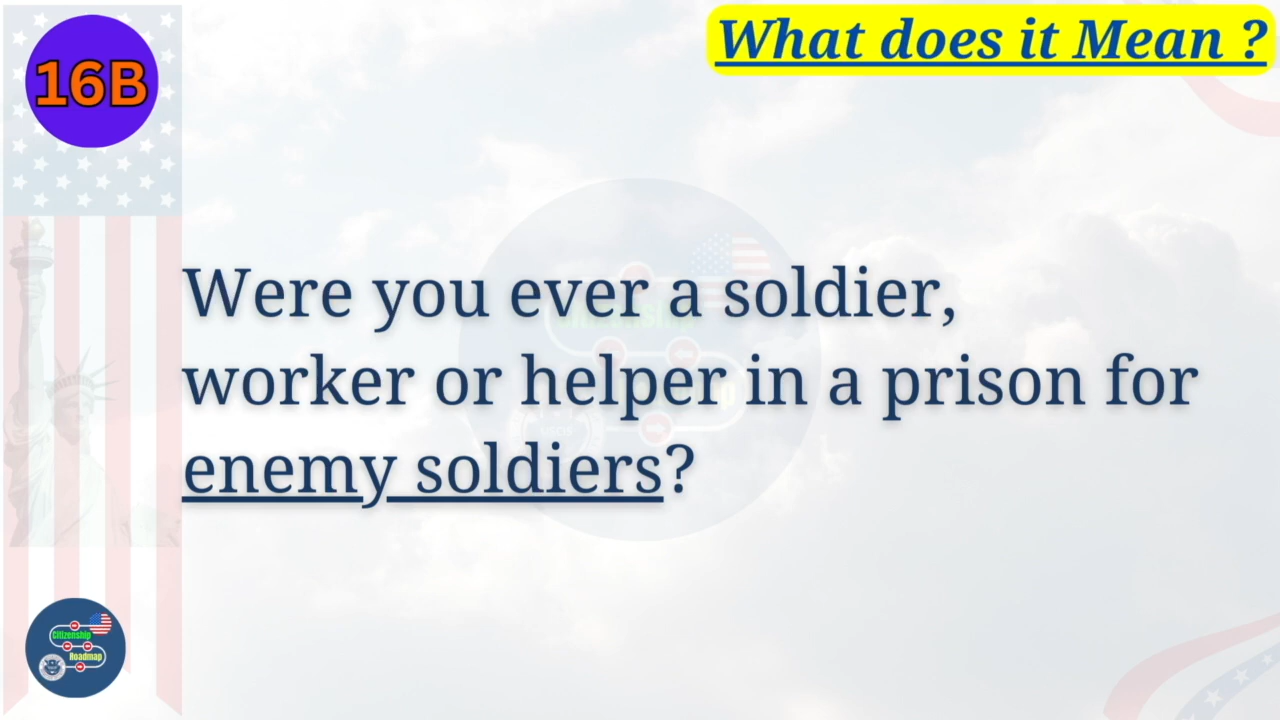 16B
What does it Mean ?
Were you ever a soldier,
worker or helper in a prison for
enemy soldiers?
Citizenship
Roadmap